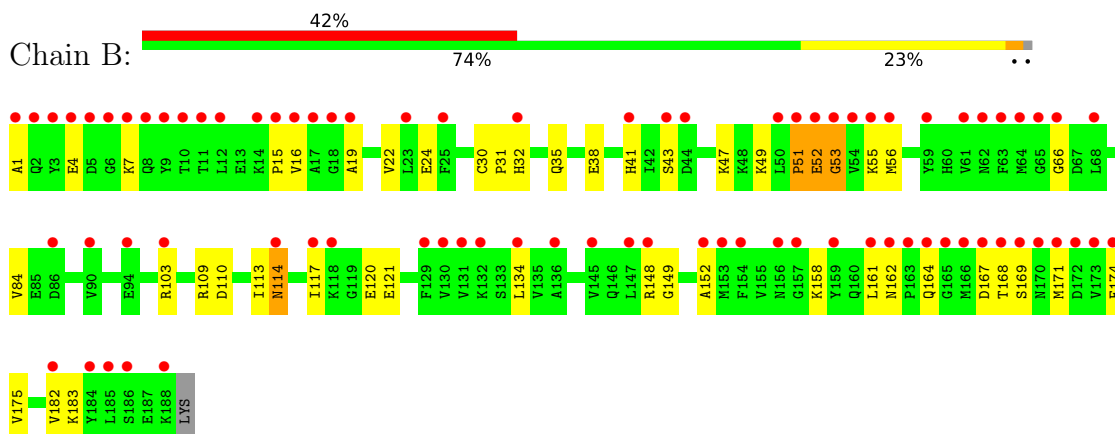 42%
Chain B:
74% 23% ..
A1 Q2 Y3 E4 D5 G6 K7 Q8 Y9 T10 T11 L12 E13 K14 P15 V16 A17 G18 A19 V22 L23 E24 F25 C30 P31 H32 Q35 E38 H41 I42 S43 D44 K47 K48 K49 L50 P51 E52 G53 V54 K55 M56 Y59 H60 V61 N62 F63 M64 G65 G66 D67 L68
V84 E85 D86 V90 E94 R103 R109 D110 I113 N114 I117 K118 G119 E120 E121 F129 V130 V131 K132 S133 L134 V135 A136 V145 Q146 L147 R148 G149 A152 M153 F154 V155 N156 G157 K158 Y159 Q160 L161 N162 P163 Q164 G165 M166 D167 T168 S169 N170 M171 D172 V173 F174
V175 V182 K183 Y184 L185 S186 E187 K188 LYS